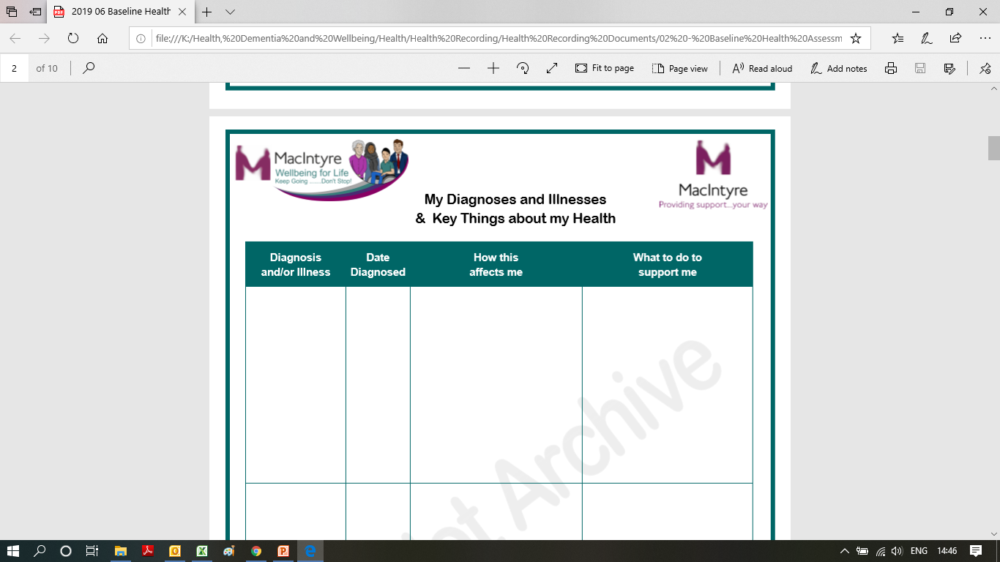 2019 06 Baseline Health
file:///K:/Health,%20Dementia%20and%20Wellbeing/Health/Health%20Recording/Health%20Recording%20Documents/02%20-%20Baseline%20Health%20Assessm
2 of 10
Fit to page
Page view
Read aloud
Add notes
MacIntyre
Wellbeing for Life
Keep Going ........Don't Stop!
MacIntyre
Providing support...your way
My Diagnoses and Illnesses
& Key Things about my Health
Diagnosis and/or Illness
Date Diagnosed
How this affects me
What to do to support me
Archive
ENG 14:46